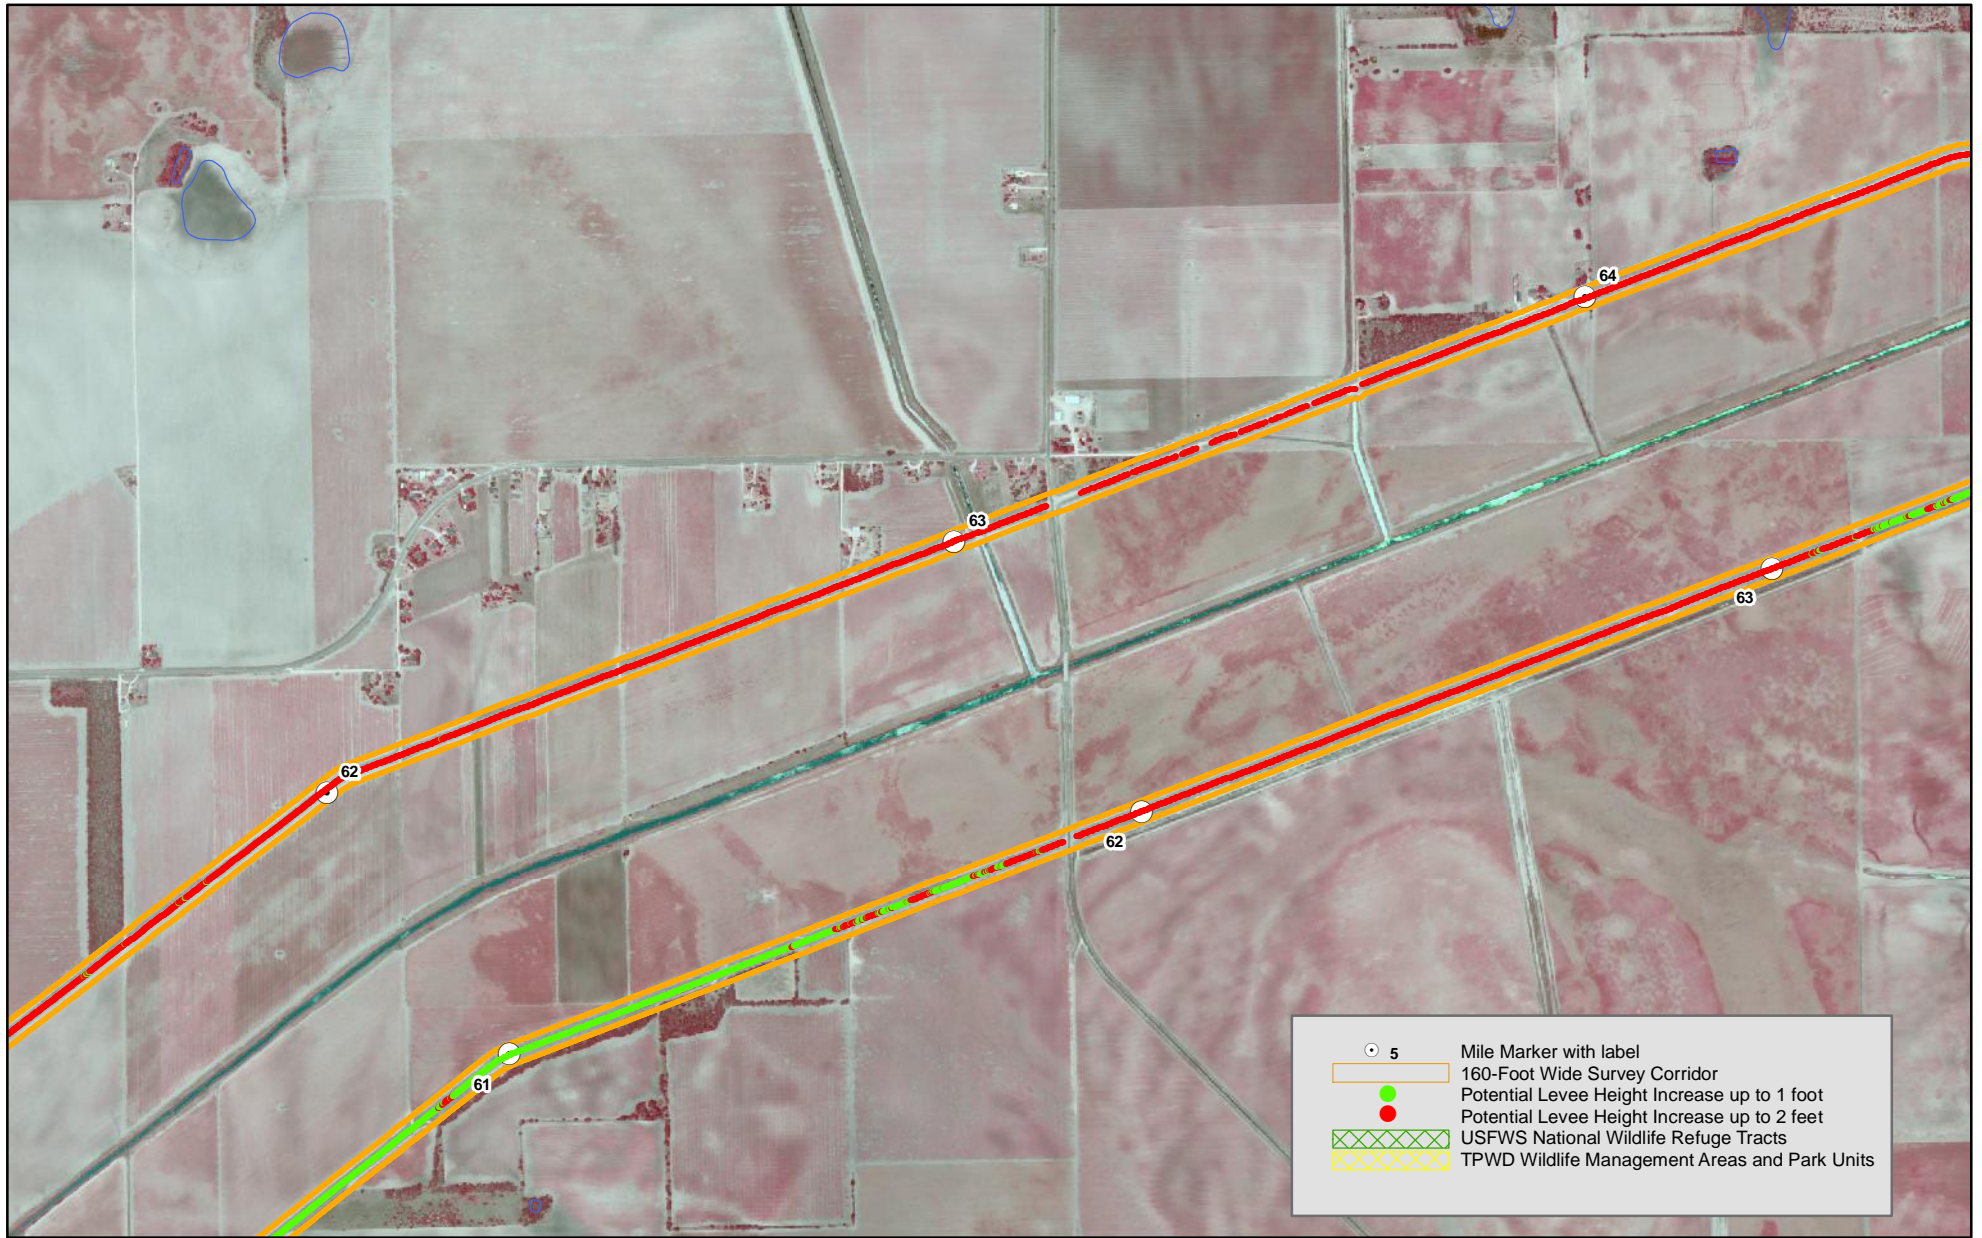 64
63
63
62
62
61
5 Mile Marker with label
160-Foot Wide Survey Corridor
Potential Levee Height Increase up to 1 foot
Potential Levee Height Increase up to 2 feet
USFWS National Wildlife Refuge Tracts
TPWD Wildlife Management Areas and Park Units